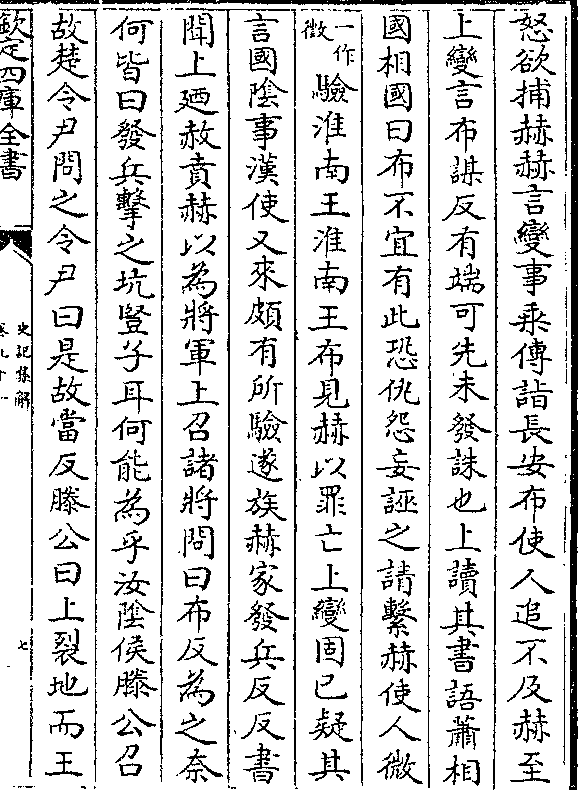 怒欲捕赫赫言變事乘傳詣長安布使人追不及赫至
上變言布謀反有端可先未發誅也上讀其書語蕭相
國相國曰布不宜有此恐仇怨妄誣之請繫赫使人微
一作
徴
驗淮南王淮南王布見赫以罪亡上變固已疑其
言國隂事漢使又來頗有所驗遂族赫家發兵反反書
聞上廼赦賁赫以為將軍上召諸將問曰布反為之奈
何皆曰發兵擊之坑豎子耳何能為乎汝隂侯滕公召
故楚令尹問之令尹曰是故當反滕公曰上裂地而王
欽定四庫全書
史記集解
卷九十一
七